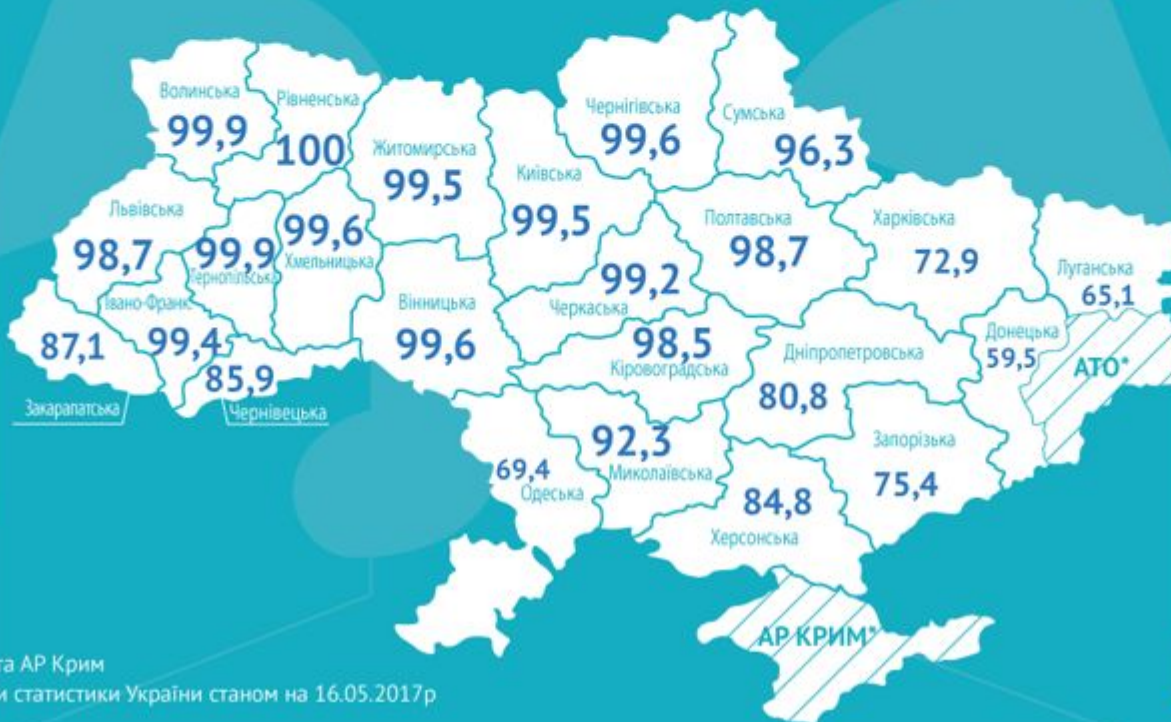 Волинська
99,9
Рівненська
100
Житомирська
99,5
Київська
99,5
Чернігівська
99,6
Сумська
96,3
Львівська
98,7
99,9
Тернопільська
99,6
Хмельницька
Вінницька
99,6
99,2
Черкаська
Полтавська
98,7
Харківська
72,9
Луганська
65,1
Донецька
59,5
АТО*
87,1
Закарапатська
Івано-Франк
99,4
85,9
Чернівецька
98,5
Кіровоградська
Дніпропетровська
80,8
Запорізька
75,4
69,4
Одеська
92,3
Миколаївська
84,8
Херсонська
АР КРИМ*
та АР Крим
и статистики України станом на 16.05.2017р